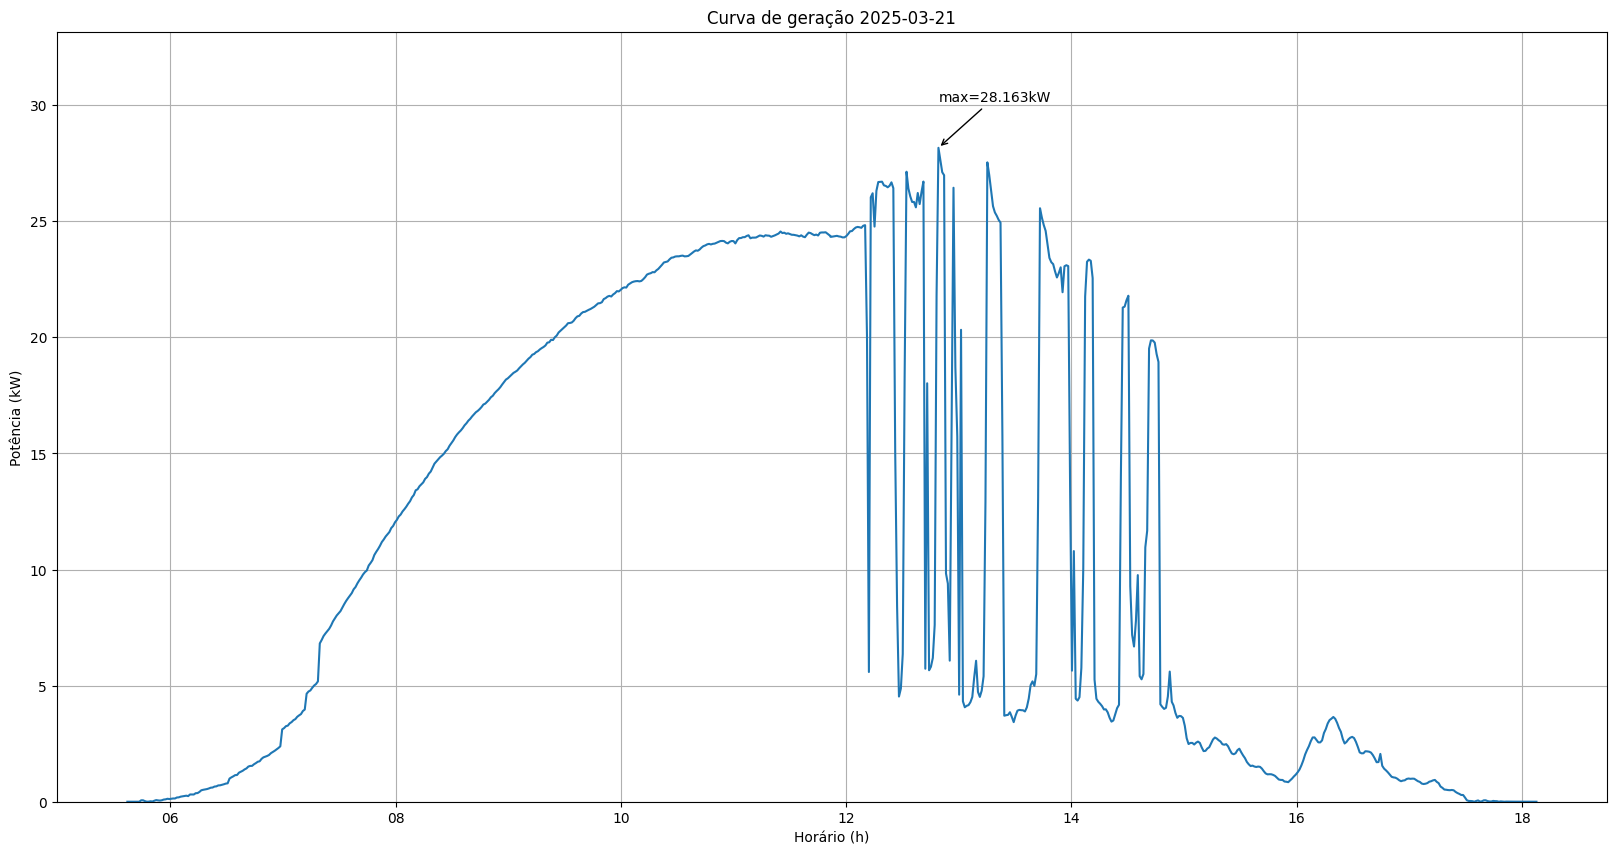 Curva de geração 2025-03-21
max=28.163kW
Potência (kW)
30
25
20
15
10
5
0
06 08 10 12 14 16 18
Horário (h)